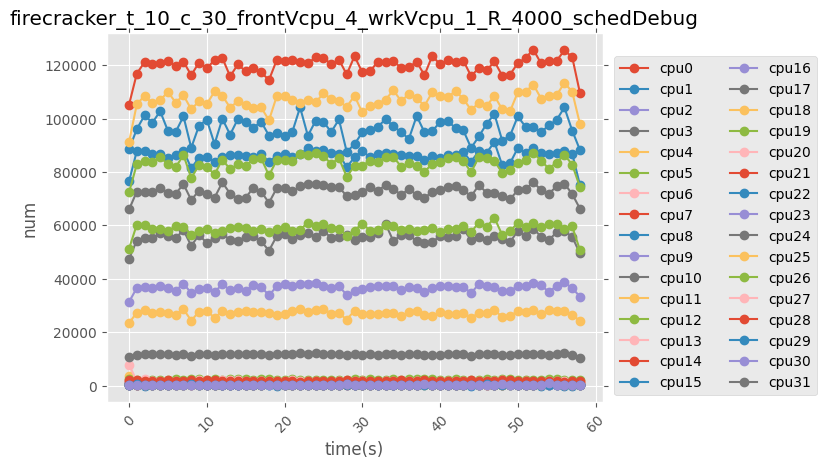 firecracker_t_10_c_30_frontVcpu_4_wrkVcpu_1_R_4000_schedDebug
120000
100000
80000
60000
40000
20000
0
num
0
10
20
30
40
50
60
time(s)
cpu0
cpu1
cpu2
cpu3
cpu4
cpu5
cpu6
cpu7
cpu8
cpu9
cpu10
cpu11
cpu12
cpu13
cpu14
cpu15
cpu16
cpu17
cpu18
cpu19
cpu20
cpu21
cpu22
cpu23
cpu24
cpu25
cpu26
cpu27
cpu28
cpu29
cpu30
cpu31